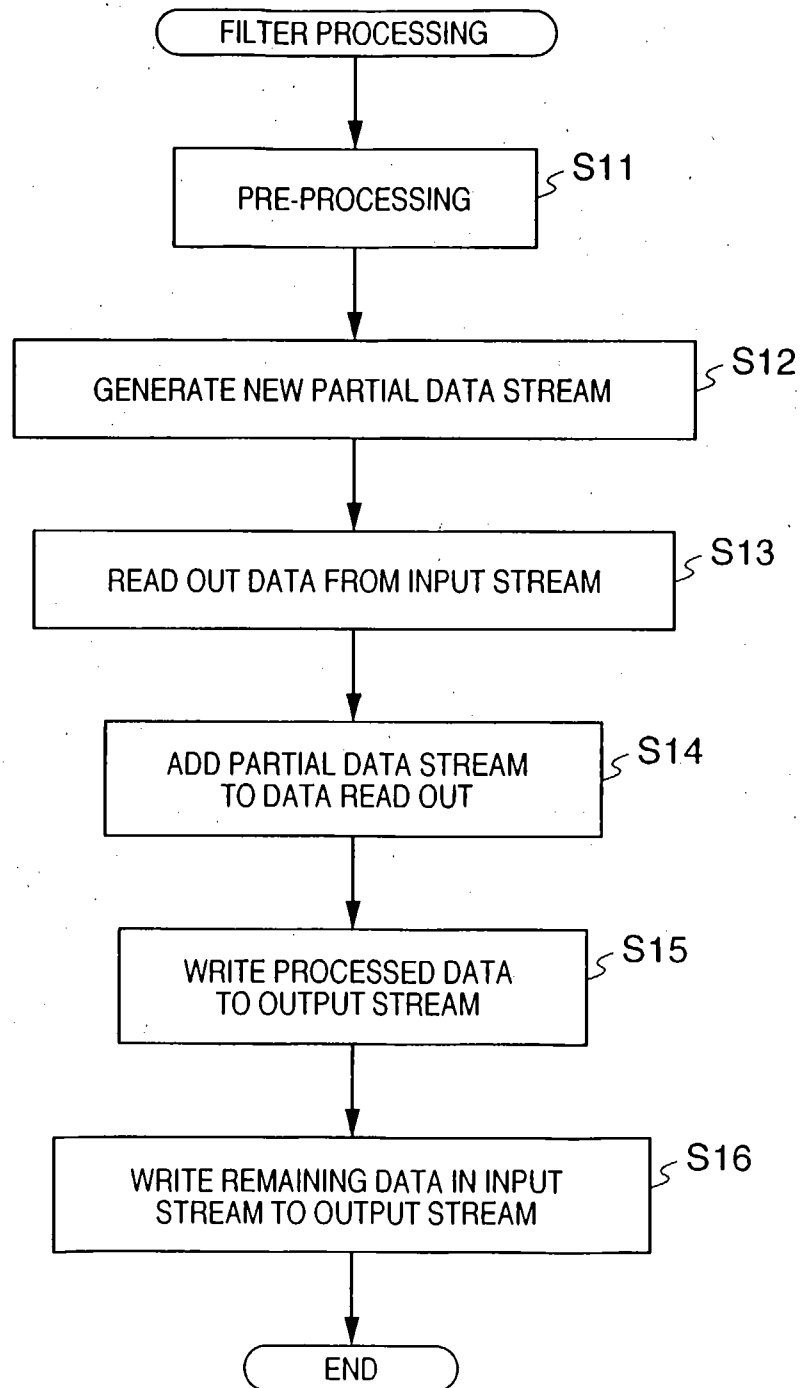 FILTER PROCESSING
S11
PRE-PROCESSING
S12
GENERATE NEW PARTIAL DATA STREAM
S13
READ OUT DATA FROM INPUT STREAM
S14
ADD PARTIAL DATA STREAM
TO DATA READ OUT
S15
WRITE PROCESSED DATA
TO OUTPUT STREAM
S16
WRITE REMAINING DATA IN INPUT
STREAM TO OUTPUT STREAM
END